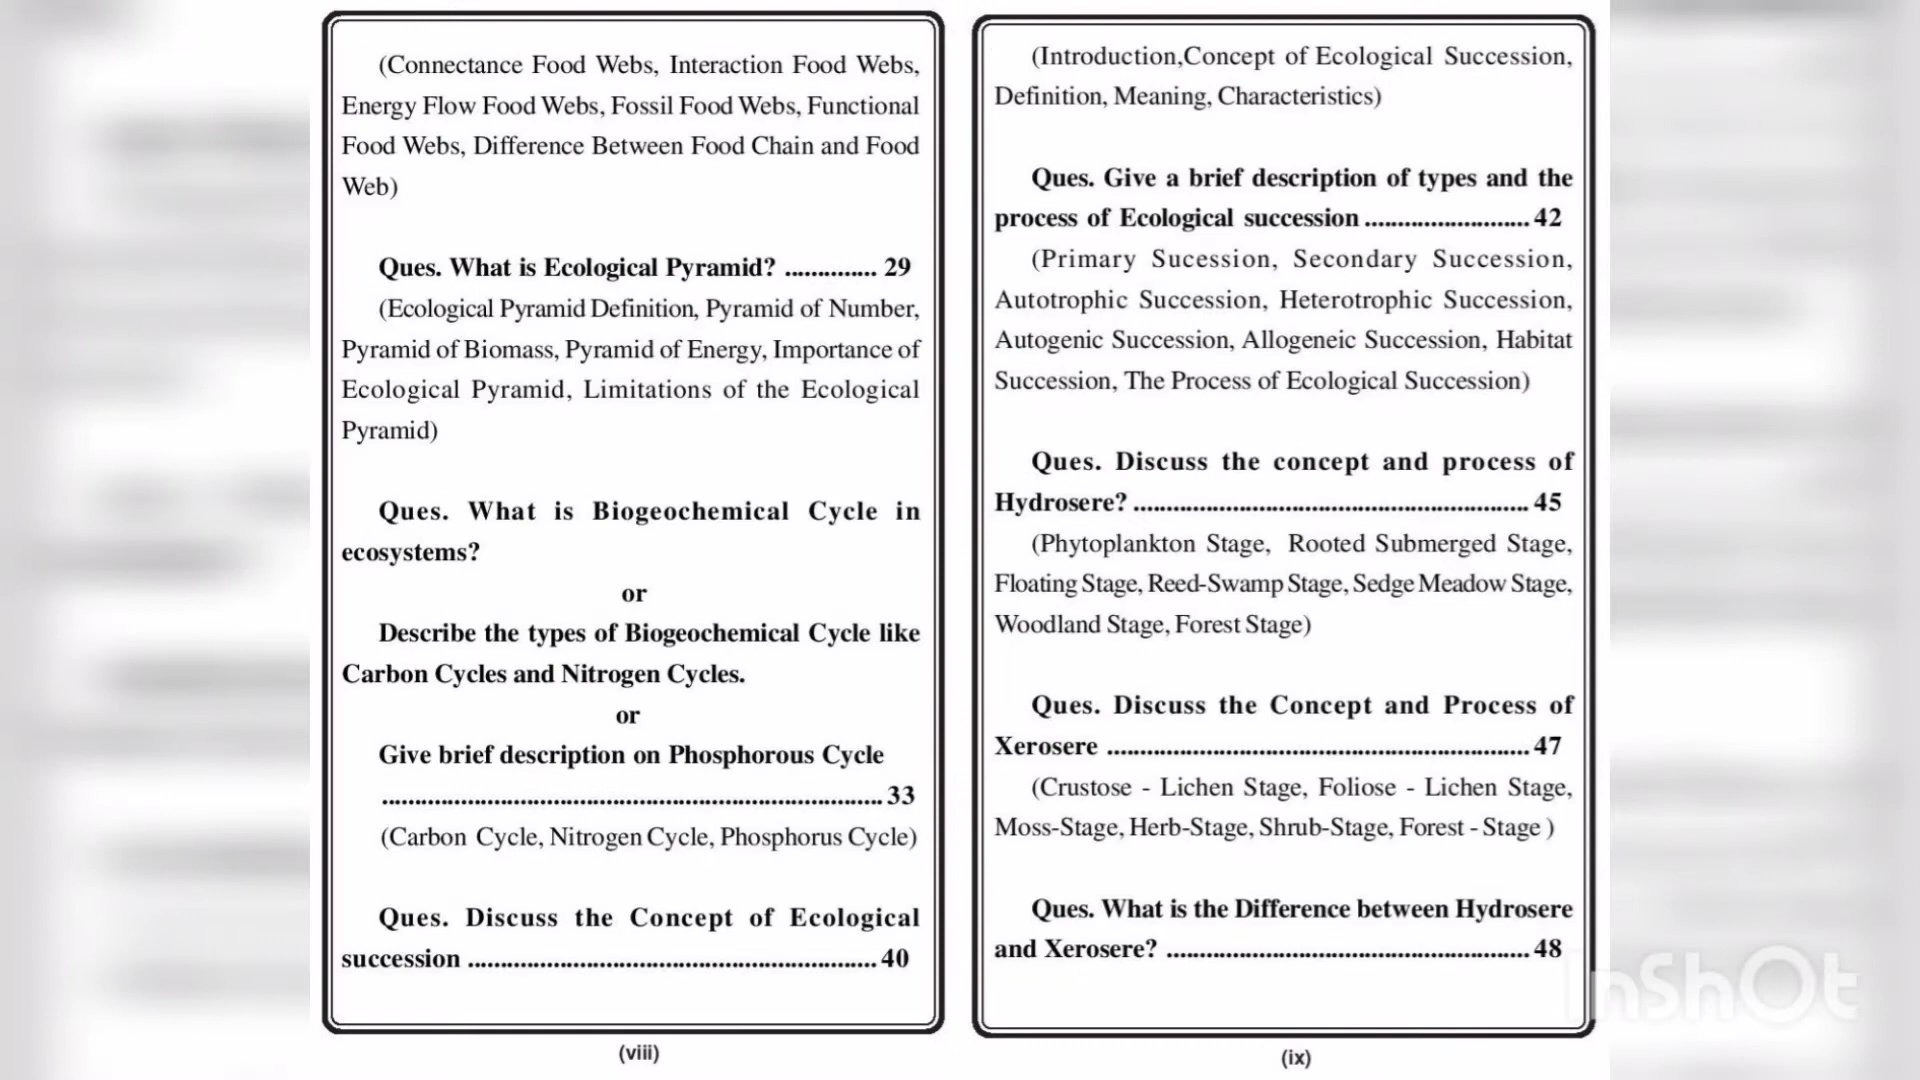 (Connectance Food Webs, Interaction Food Webs,
Energy Flow Food Webs, Fossil Food Webs, Functional
Food Webs, Difference Between Food Chain and Food
Web)
Ques. What is Ecological Pyramid? .............. 29
(Ecological Pyramid Definition, Pyramid of Number,
Pyramid of Biomass, Pyramid of Energy, Importance of
Ecological Pyramid, Limitations of the Ecological
Pyramid)
Ques. What is Biogeochemical Cycle in
ecosystems?
or
Describe the types of Biogeochemical Cycle like
Carbon Cycles and Nitrogen Cycles.
or
Give brief description on Phosphorous Cycle
............................................................................ 33
(Carbon Cycle, Nitrogen Cycle, Phosphorus Cycle)
Ques. Discuss the Concept of Ecological
succession .............................................................. 40
(viii)
(Introduction,Concept of Ecological Succession,
Definition, Meaning, Characteristics)
Ques. Give a brief description of types and the
process of Ecological succession ......................... 42
(Primary Sucession, Secondary Succession,
Autotrophic Succession, Heterotrophic Succession,
Autogenic Succession, Allogeneic Succession, Habitat
Succession, The Process of Ecological Succession)
Ques. Discuss the concept and process of
Hydrosere? ............................................................ 45
(Phytoplankton Stage, Rooted Submerged Stage,
Floating Stage, Reed-Swamp Stage, Sedge Meadow Stage,
Woodland Stage, Forest Stage)
Ques. Discuss the Concept and Process of
Xerosere ................................................................ 47
(Crustose - Lichen Stage, Foliose - Lichen Stage,
Moss-Stage, Herb-Stage, Shrub-Stage, Forest - Stage )
Ques. What is the Difference between Hydrosere
and Xerosere? ....................................................... 48
(ix)
InShOt